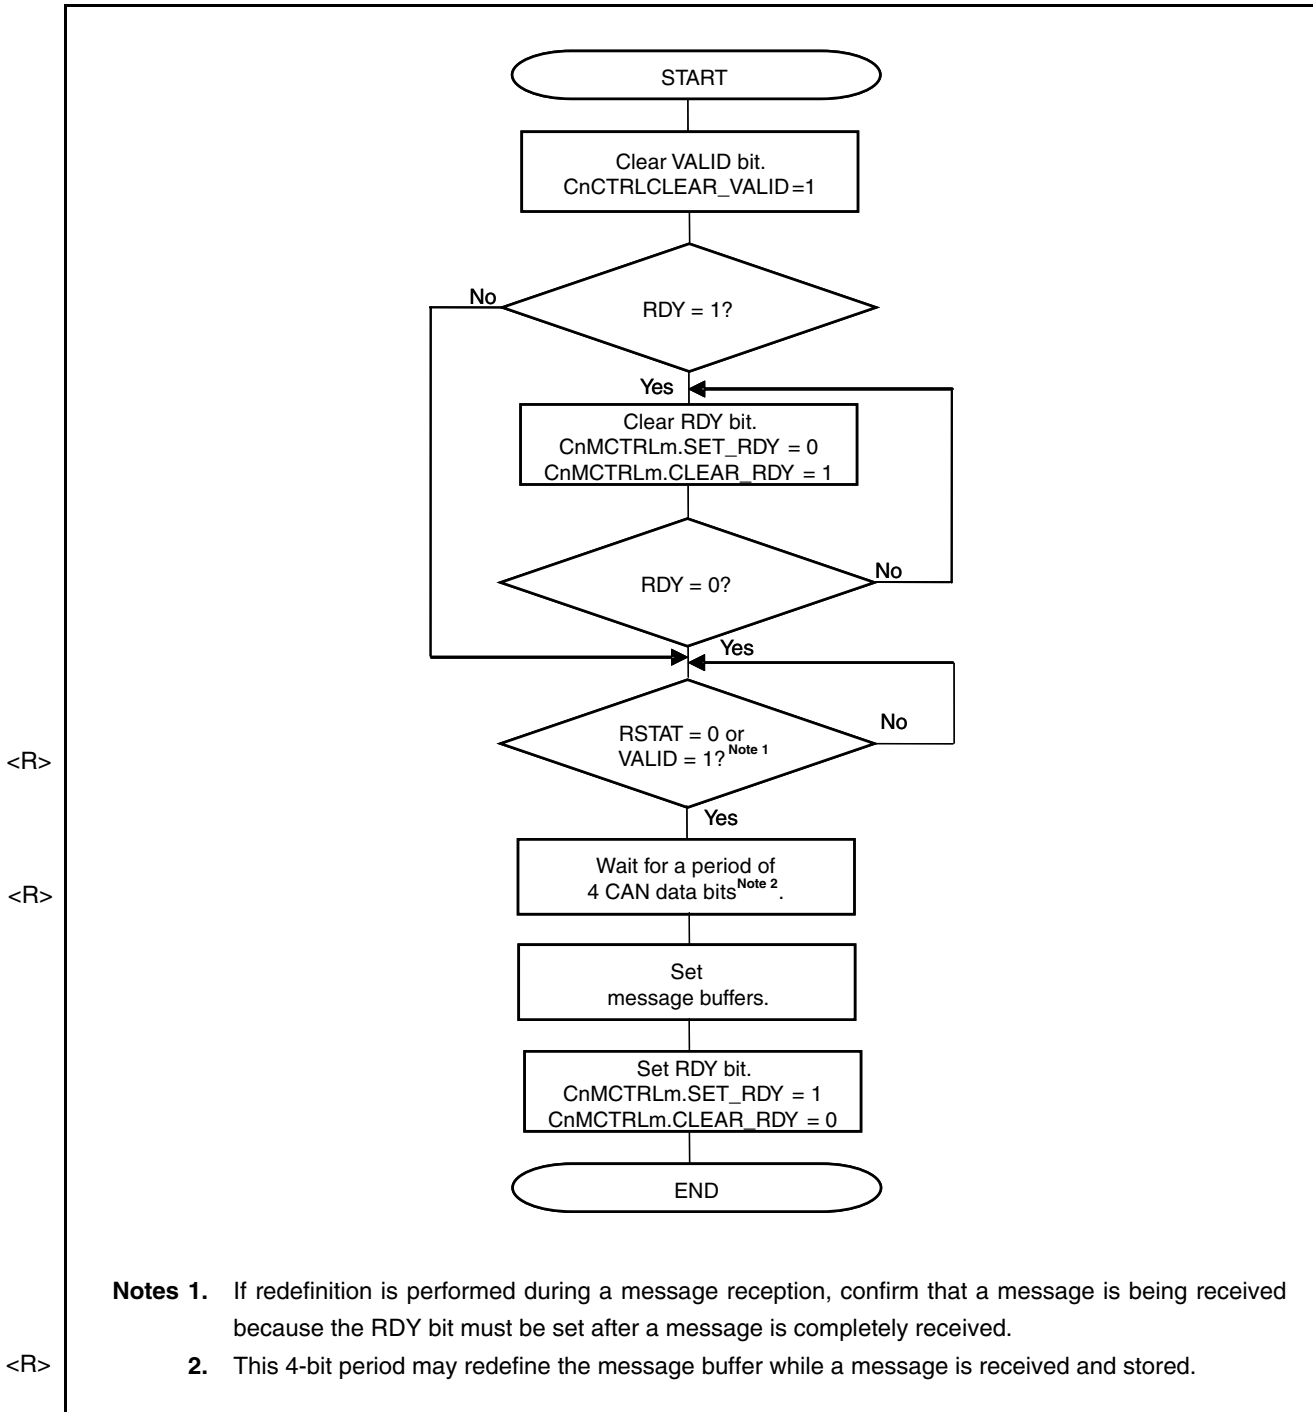 START
Clear VALID bit.
CnCTRLCLEAR_VALID=1
No
RDY = 1?
Yes
Clear RDY bit.
CnMCTRLm.SET_RDY = 0
CnMCTRLm.CLEAR_RDY = 1
RDY = 0?
No
Yes
No
RSTAT = 0 or
VALID = 1? Note 1
<R>
Yes
Wait for a period of
4 CAN data bits Note 2.
<R>
Set
message buffers.
Set RDY bit.
CnMCTRLm.SET_RDY = 1
CnMCTRLm.CLEAR_RDY = 0
END
Notes 1. If redefinition is performed during a message reception, confirm that a message is being received
because the RDY bit must be set after a message is completely received.
<R> 2. This 4-bit period may redefine the message buffer while a message is received and stored.